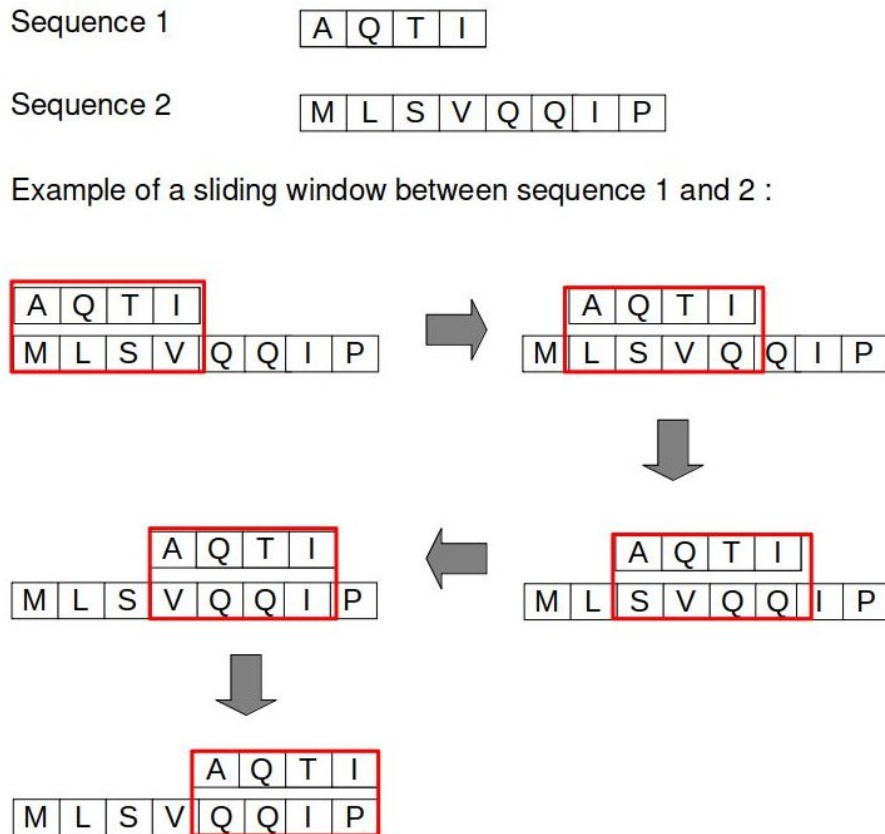 Sequence 1 A Q T I
Sequence 2 M L S V Q Q I P
Example of a sliding window between sequence 1 and 2 :
A Q T I A Q T I
M L S V Q Q I P M L S V Q Q I P
A Q T I A Q T I
M L S V Q Q I P M L S V Q Q I P
A Q T I
M L S V Q Q I P